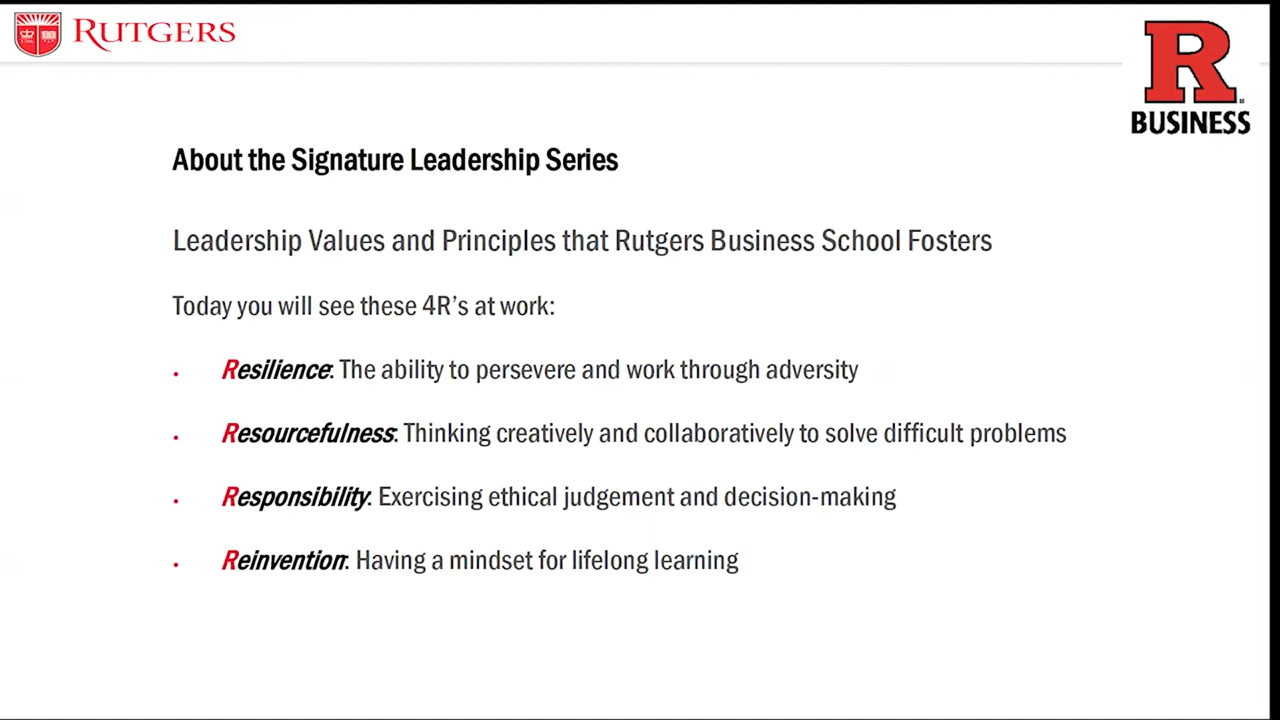 RUTGERS
R
BUSINESS
About the Signature Leadership Series
Leadership Values and Principles that Rutgers Business School Fosters
Today you will see these 4R's at work:
• Resilience: The ability to persevere and work through adversity
• Resourcefulness: Thinking creatively and collaboratively to solve difficult problems
• Responsibility: Exercising ethical judgement and decision-making
• Reinvention: Having a mindset for lifelong learning